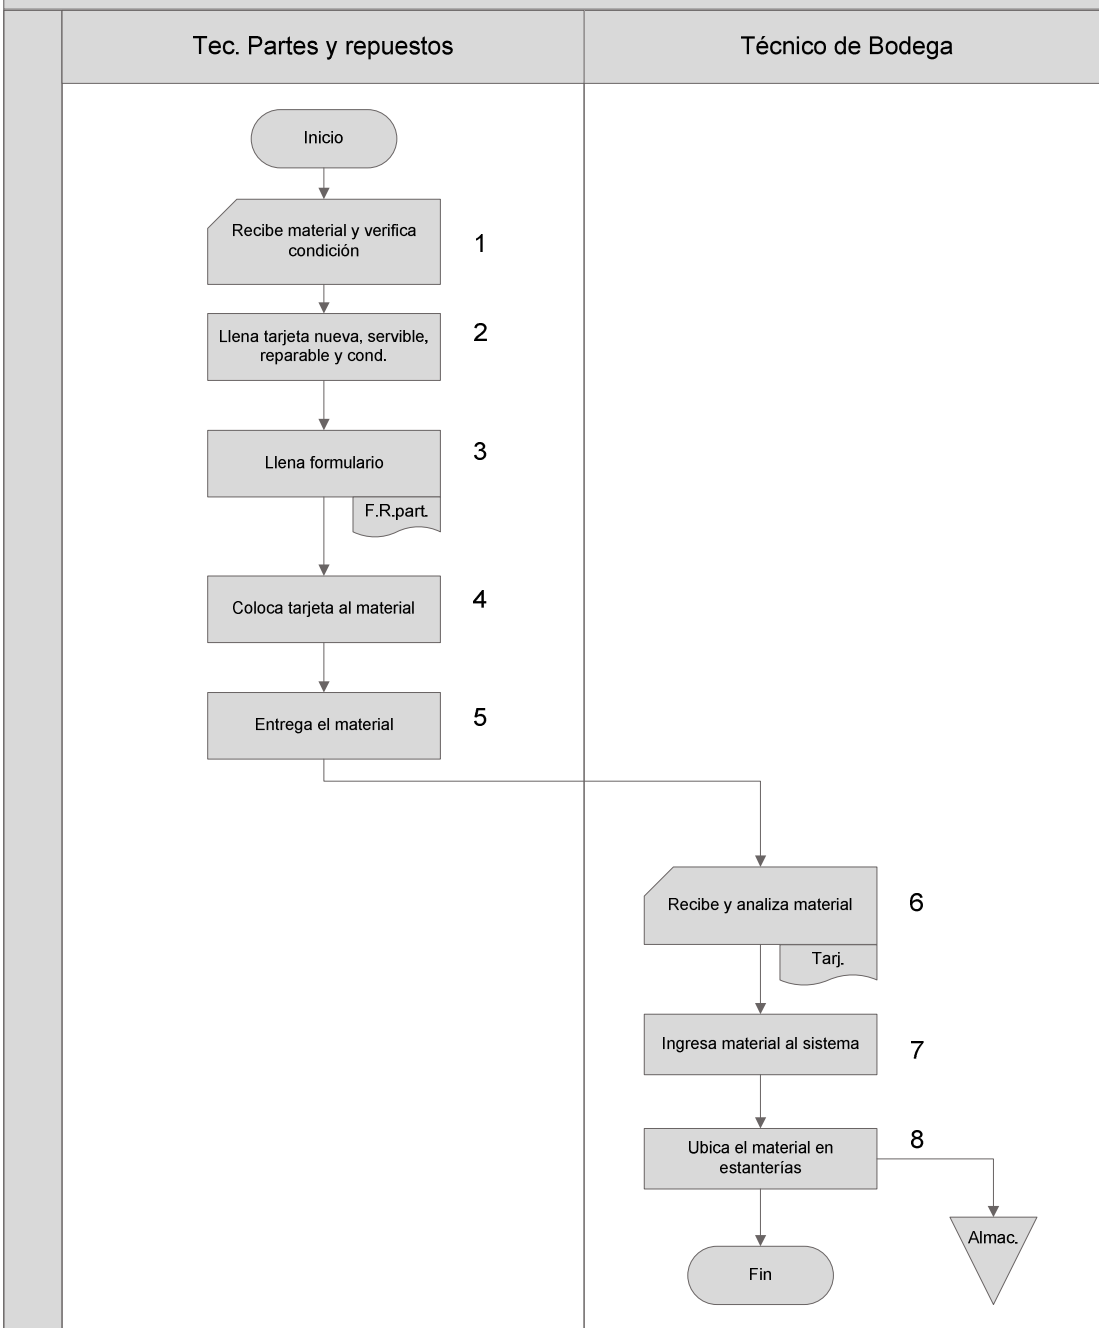 Tec. Partes y repuestos
Técnico de Bodega
Inicio
Recibe material y verifica
condición
1
Llena tarjeta nueva, servible,
reparable y cond.
2
Llena formulario
3
F.R.part.
Coloca tarjeta al material
4
Entrega el material
5
Recibe y analiza material
6
Tarj.
Ingresa material al sistema
7
Ubica el material en
estanterías
8
Almac.
Fin